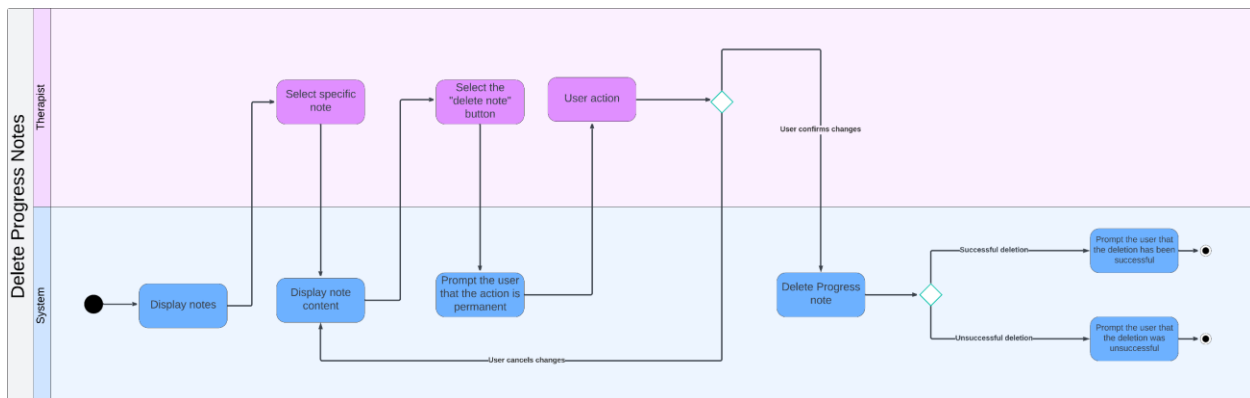 Delete Progress Notes
Therapist
Select specific
note
Select the
"delete note"
button
User action
User confirms changes
System
Display notes
Display note
content
Prompt the user
that the action is
permanent
User cancels changes
Delete Progress
note
Successful deletion
Prompt the user that
the deletion has been
successful
Unsuccessful deletion
Prompt the user that
the deletion was
unsuccessful